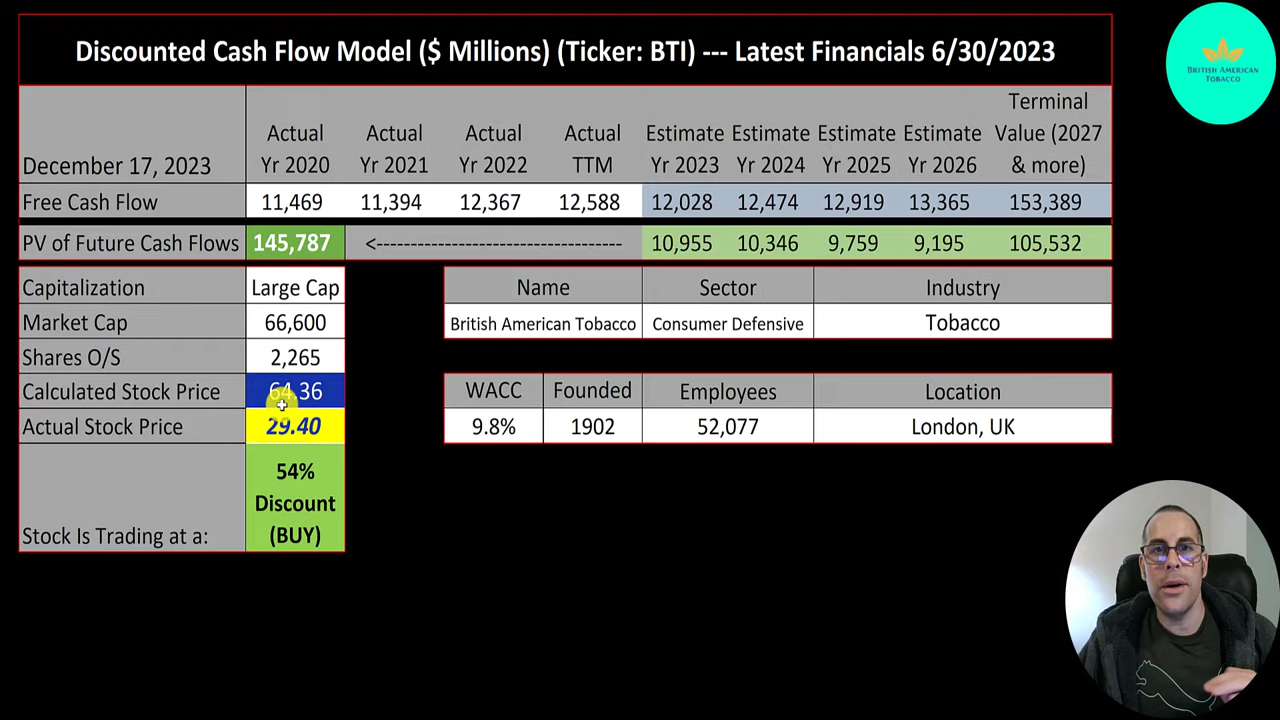 Discounted Cash Flow Model ($ Millions) (Ticker: BTI) --- Latest Financials 6/30/2023
BRITISH AMERICAN
TOBACCO
December 17, 2023 Actual Yr 2020 Actual Yr 2021 Actual Yr 2022 Actual TTM Estimate Yr 2023 Estimate Yr 2024 Estimate Yr 2025 Estimate Yr 2026 Terminal Value (2027 & more)
Free Cash Flow 11,469 11,394 12,367 12,588 12,028 12,474 12,919 13,365 153,389
PV of Future Cash Flows 145,787 <--------------------------------- 10,955 10,346 9,759 9,195 105,532
Capitalization Large Cap
Market Cap 66,600
Shares O/S 2,265
Calculated Stock Price 64.36
Actual Stock Price 29.40
Stock Is Trading at a: 54% Discount (BUY)
Name Sector Industry
British American Tobacco Consumer Defensive Tobacco
WACC Founded Employees Location
9.8% 1902 52,077 London, UK